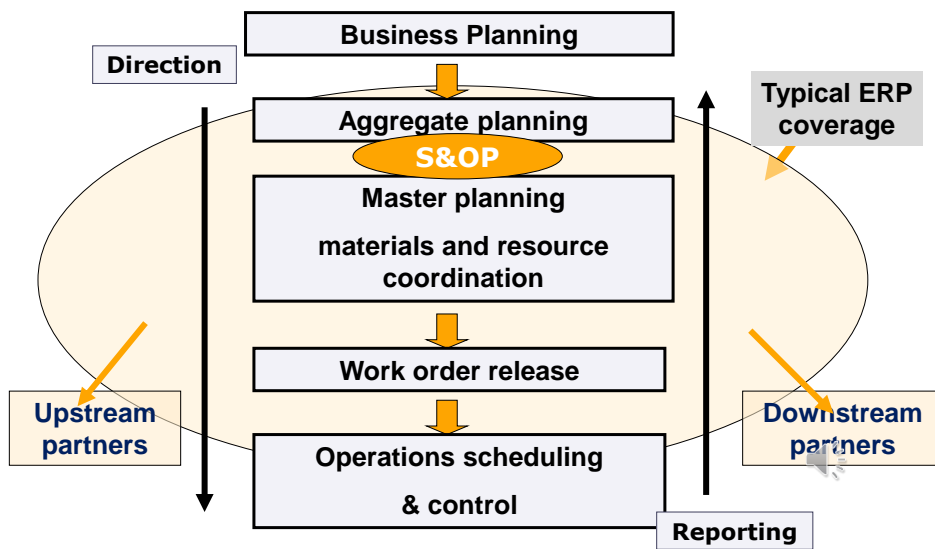 Business Planning
Direction
Typical ERP
coverage
Aggregate planning
S&OP
Master planning
materials and resource
coordination
Work order release
Upstream
partners
Downstream
partners
Operations scheduling
& control
Reporting